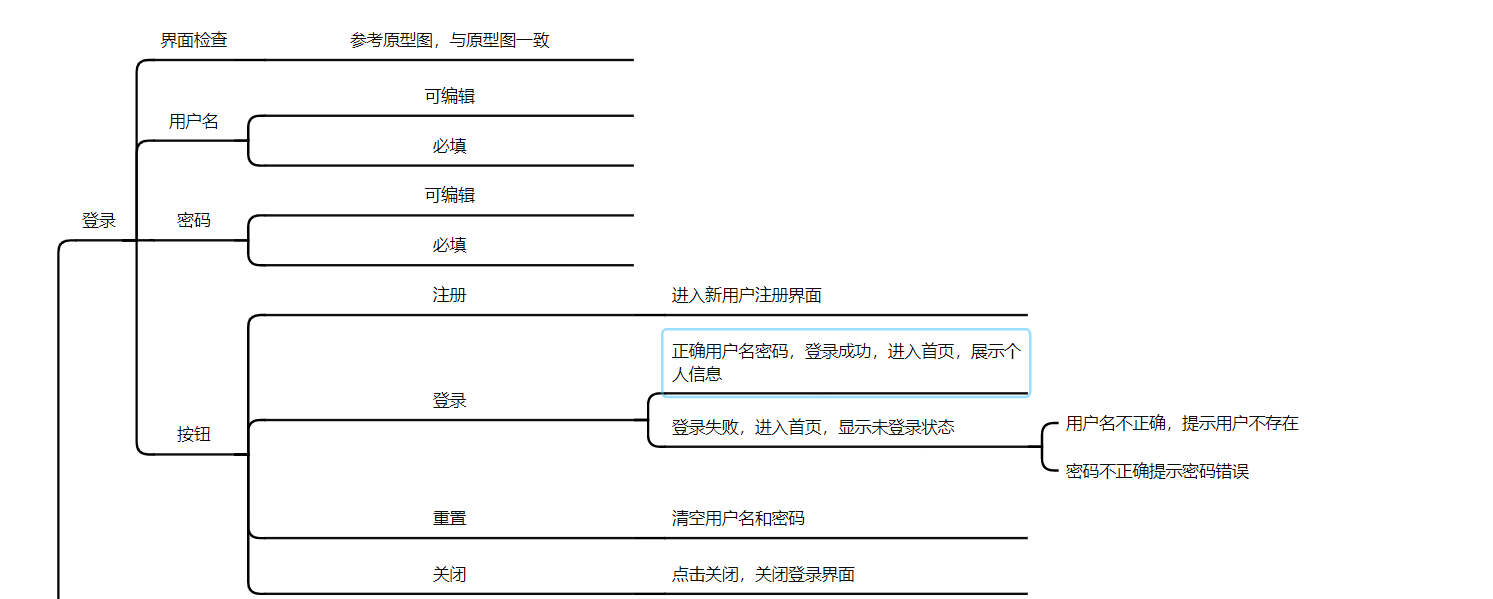 界面检查
参考原型图，与原型图一致
用户名
可编辑
必填
登录
密码
可编辑
必填
按钮
注册
进入新用户注册界面
登录
正确用户名密码，登录成功，进入首页，展示个
人信息
登录失败，进入首页，显示未登录状态
用户名不正确，提示用户不存在
密码不正确提示密码错误
重置
清空用户名和密码
关闭
点击关闭，关闭登录界面